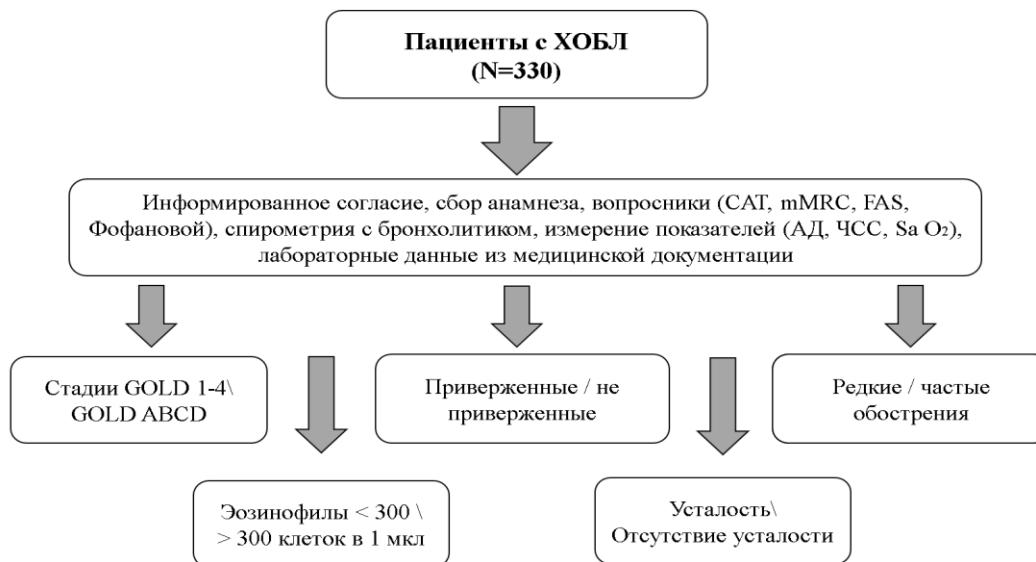 Пациенты с ХОБЛ
(N=330)
Информированное согласие, сбор анамнеза, вопросники (CAT, mMRC, FAS,
Фофановой), спирометрия с бронхолитиком, измерение показателей (АД, ЧСС, Sa O₂),
лабораторные данные из медицинской документации
Стадии GOLD 1-4\
GOLD ABCD
Приверженные / не
приверженные
Редкие / частые
обострения
Эозинофилы < 300 \
> 300 клеток в 1 мкл
Усталость\
Отсутствие усталости